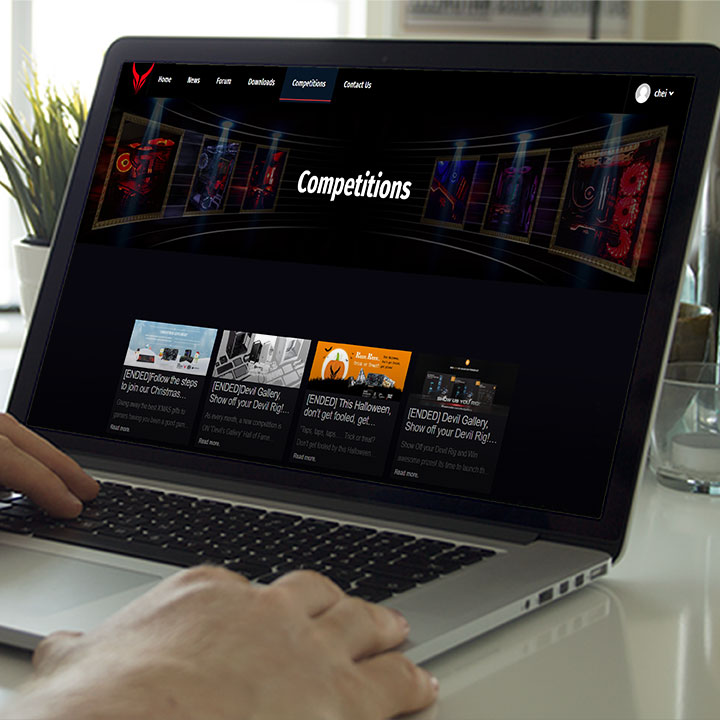 Home News Forum Downloads Competitions Contact Us chei
Competitions
[ENDED]Follow the steps
to join our Christmas...
Giving away the best XMAS gifts to
gamers having you been a good gam...
Read more.
[ENDED]Devil Gallery,
Show off your Devil Rig!...
As every month, a new competition is
ON "Devil's Gallery" Hall of Fame...
Read more.
[ENDED] This Halloween,
don't get fooled, get...
"Taps, taps, taps.... Trick or treat?
Don't get fooled by this Halloween
Read more.
[ENDED] Devil Gallery,
Show off your Devil Rig!...
Show Off your Devil Rig and Win
awesome prizes! Its time to launch th...
Read more.